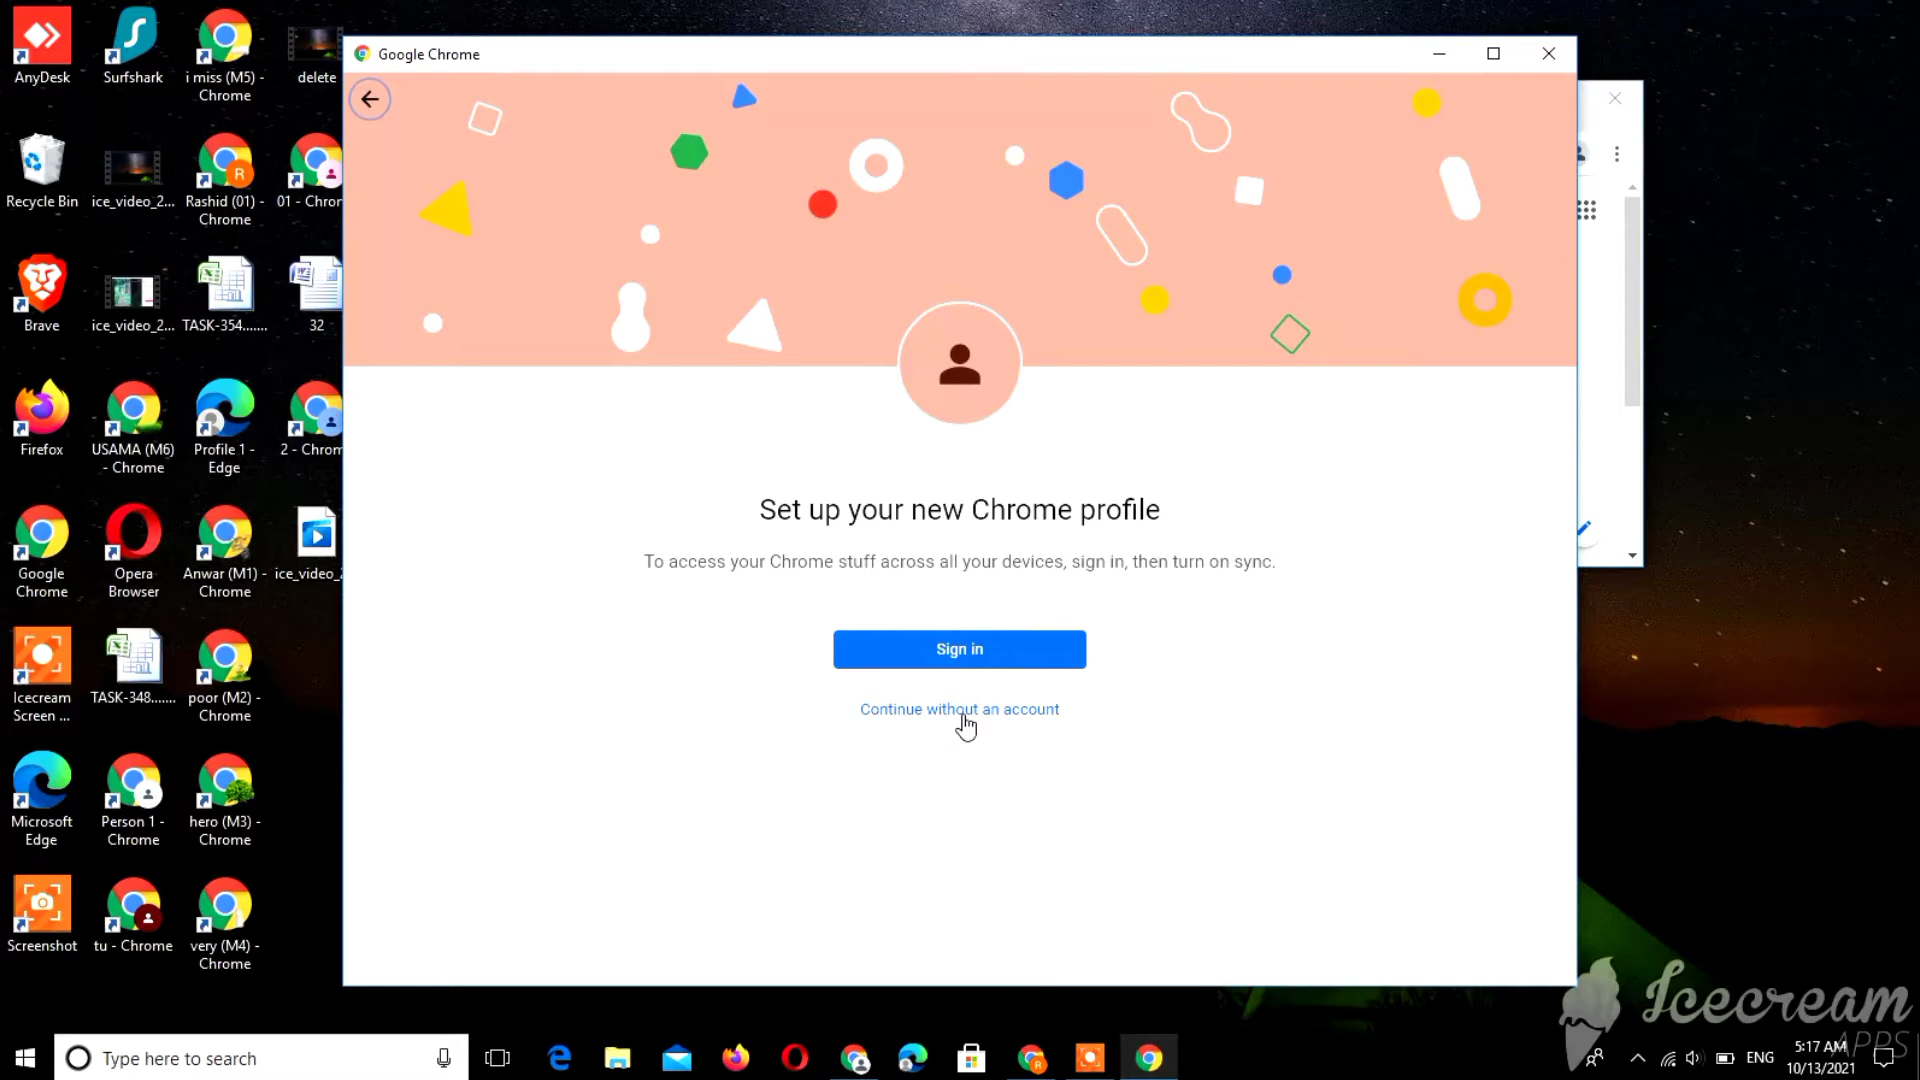 AnyDesk
Surfshark
i miss (M5) -
Chrome
delete
Recycle Bin
ice_video_2...
Rashid (01) -
Chrome
01 - Chrom
R
Brave
ice_video_2...
TASK-354.......
32
Firefox
USAMA (M6)
- Chrome
Profile 1 -
Edge
2 - Chrom
Google
Chrome
Opera
Browser
Anwar (M1) -
Chrome
ice_video_2
Icecream
Screen ...
TASK-348.......
poor (M2) -
Chrome
Microsoft
Edge
Person 1 -
Chrome
hero (M3) -
Chrome
Screenshot
tu - Chrome
very (M4) -
Chrome
Google Chrome
Set up your new Chrome profile
To access your Chrome stuff across all your devices, sign in, then turn on sync.
Sign in
Continue without an account
Icecream
APPS
Type here to search
R
ENG
5:17 AM
10/13/2021